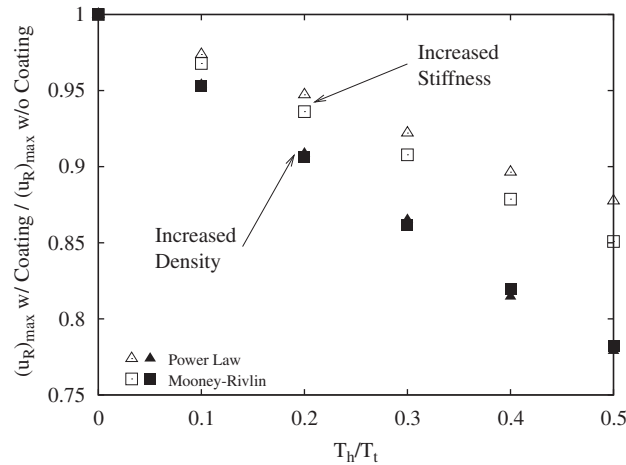 1
0.95
0.9
0.85
0.8
0.75
(u_R)_max w/ Coating / (u_R)_max w/o Coating
Increased
Stiffness
Increased
Density
Power Law
Mooney-Rivlin
0 0.1 0.2 0.3 0.4 0.5
T_h/T_t